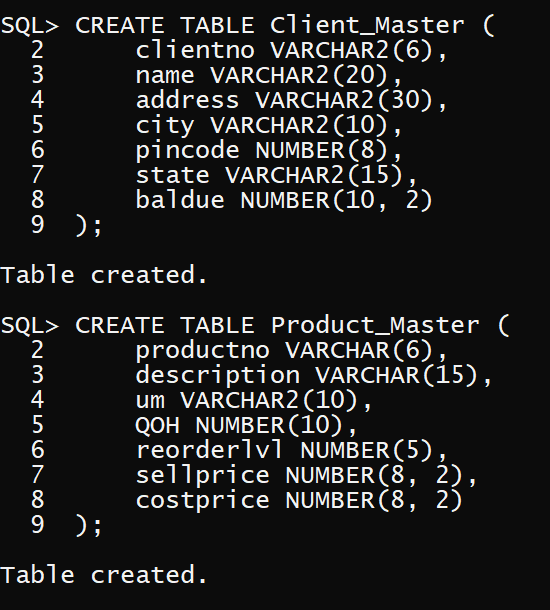 SQL> CREATE TABLE Client_Master (
  2      clientno VARCHAR2(6),
  3      name VARCHAR2(20),
  4      address VARCHAR2(30),
  5      city VARCHAR2(10),
  6      pincode NUMBER(8),
  7      state VARCHAR2(15),
  8      baldue NUMBER(10, 2)
  9  );
Table created.
SQL> CREATE TABLE Product_Master (
  2      productno VARCHAR(6),
  3      description VARCHAR(15),
  4      um VARCHAR2(10),
  5      QOH NUMBER(10),
  6      reorderlvl NUMBER(5),
  7      sellprice NUMBER(8, 2),
  8      costprice NUMBER(8, 2)
  9  );
Table created.